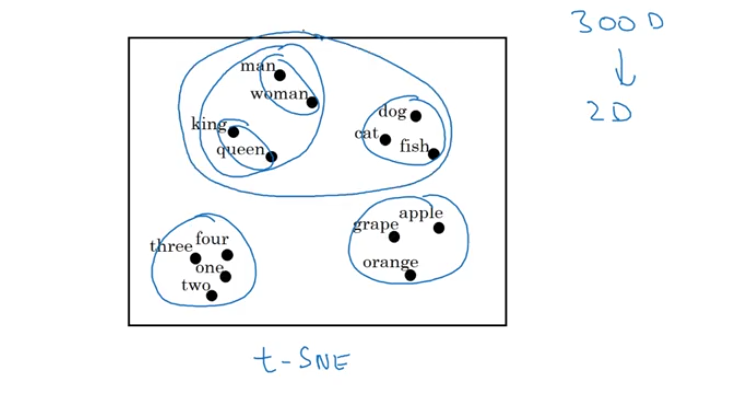 300 D
2D
man
woman
dog
king
cat
fish
queen
apple
grape
four
three
orange
one
two
t-SNE